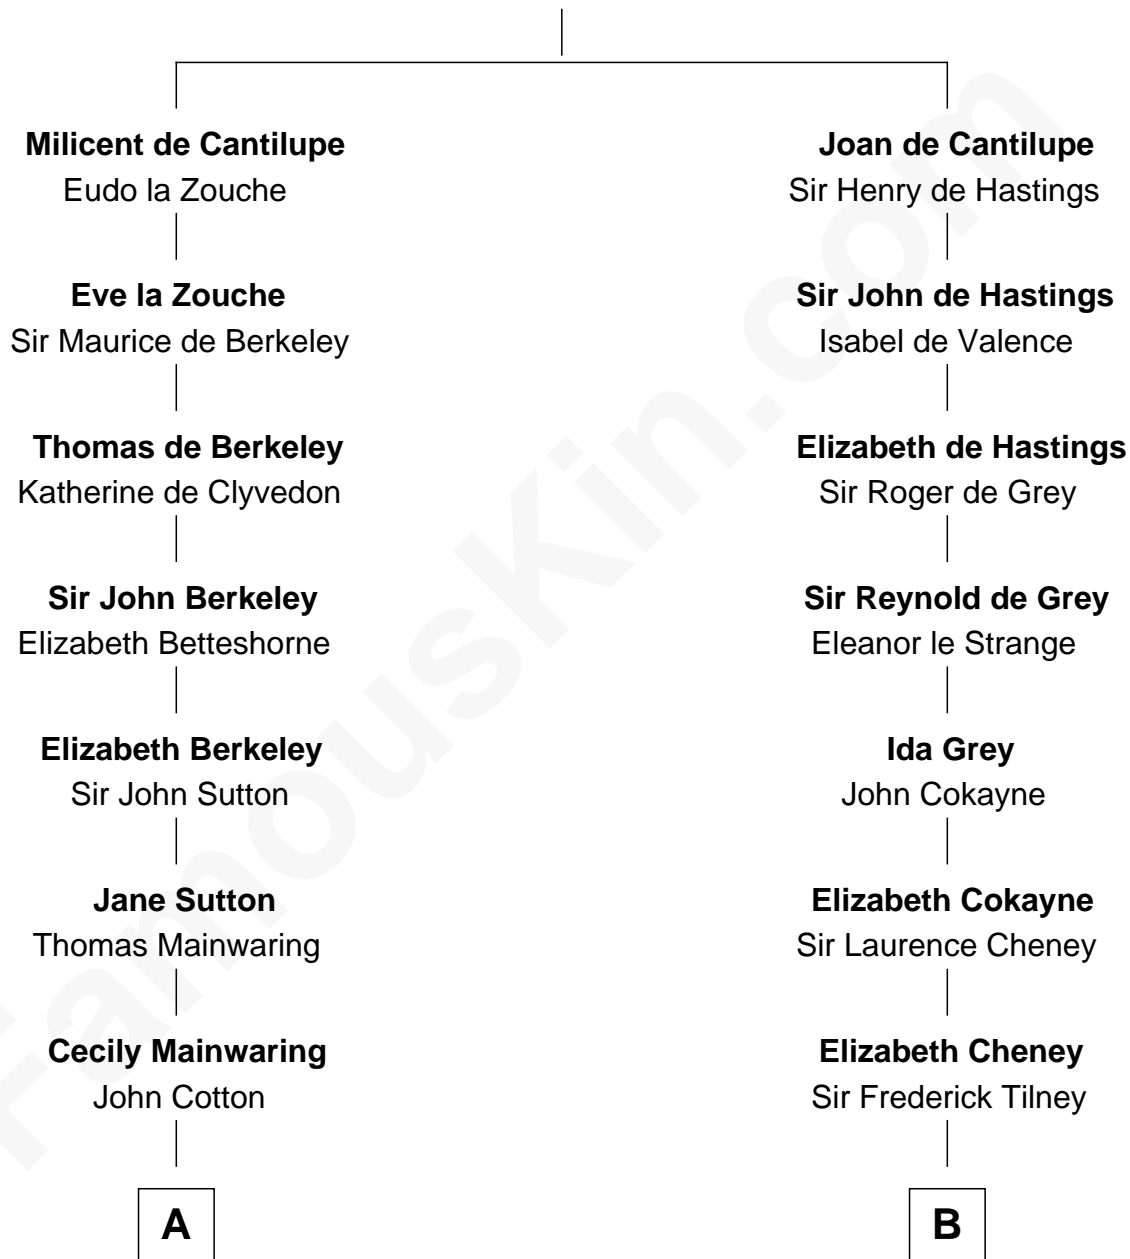 Milicent de Cantilupe
Eudo la Zouche
Eve la Zouche
Sir Maurice de Berkeley
Thomas de Berkeley
Katherine de Clyvedon
Sir John Berkeley
Elizabeth Betteshorne
Elizabeth Berkeley
Sir John Sutton
Jane Sutton
Thomas Mainwaring
Cecily Mainwaring
John Cotton
A
Joan de Cantilupe
Sir Henry de Hastings
Sir John de Hastings
Isabel de Valence
Elizabeth de Hastings
Sir Roger de Grey
Sir Reynold de Grey
Eleanor le Strange
Ida Grey
John Cokayne
Elizabeth Cokayne
Sir Laurence Cheney
Elizabeth Cheney
Sir Frederick Tilney
B
FamousKin.com